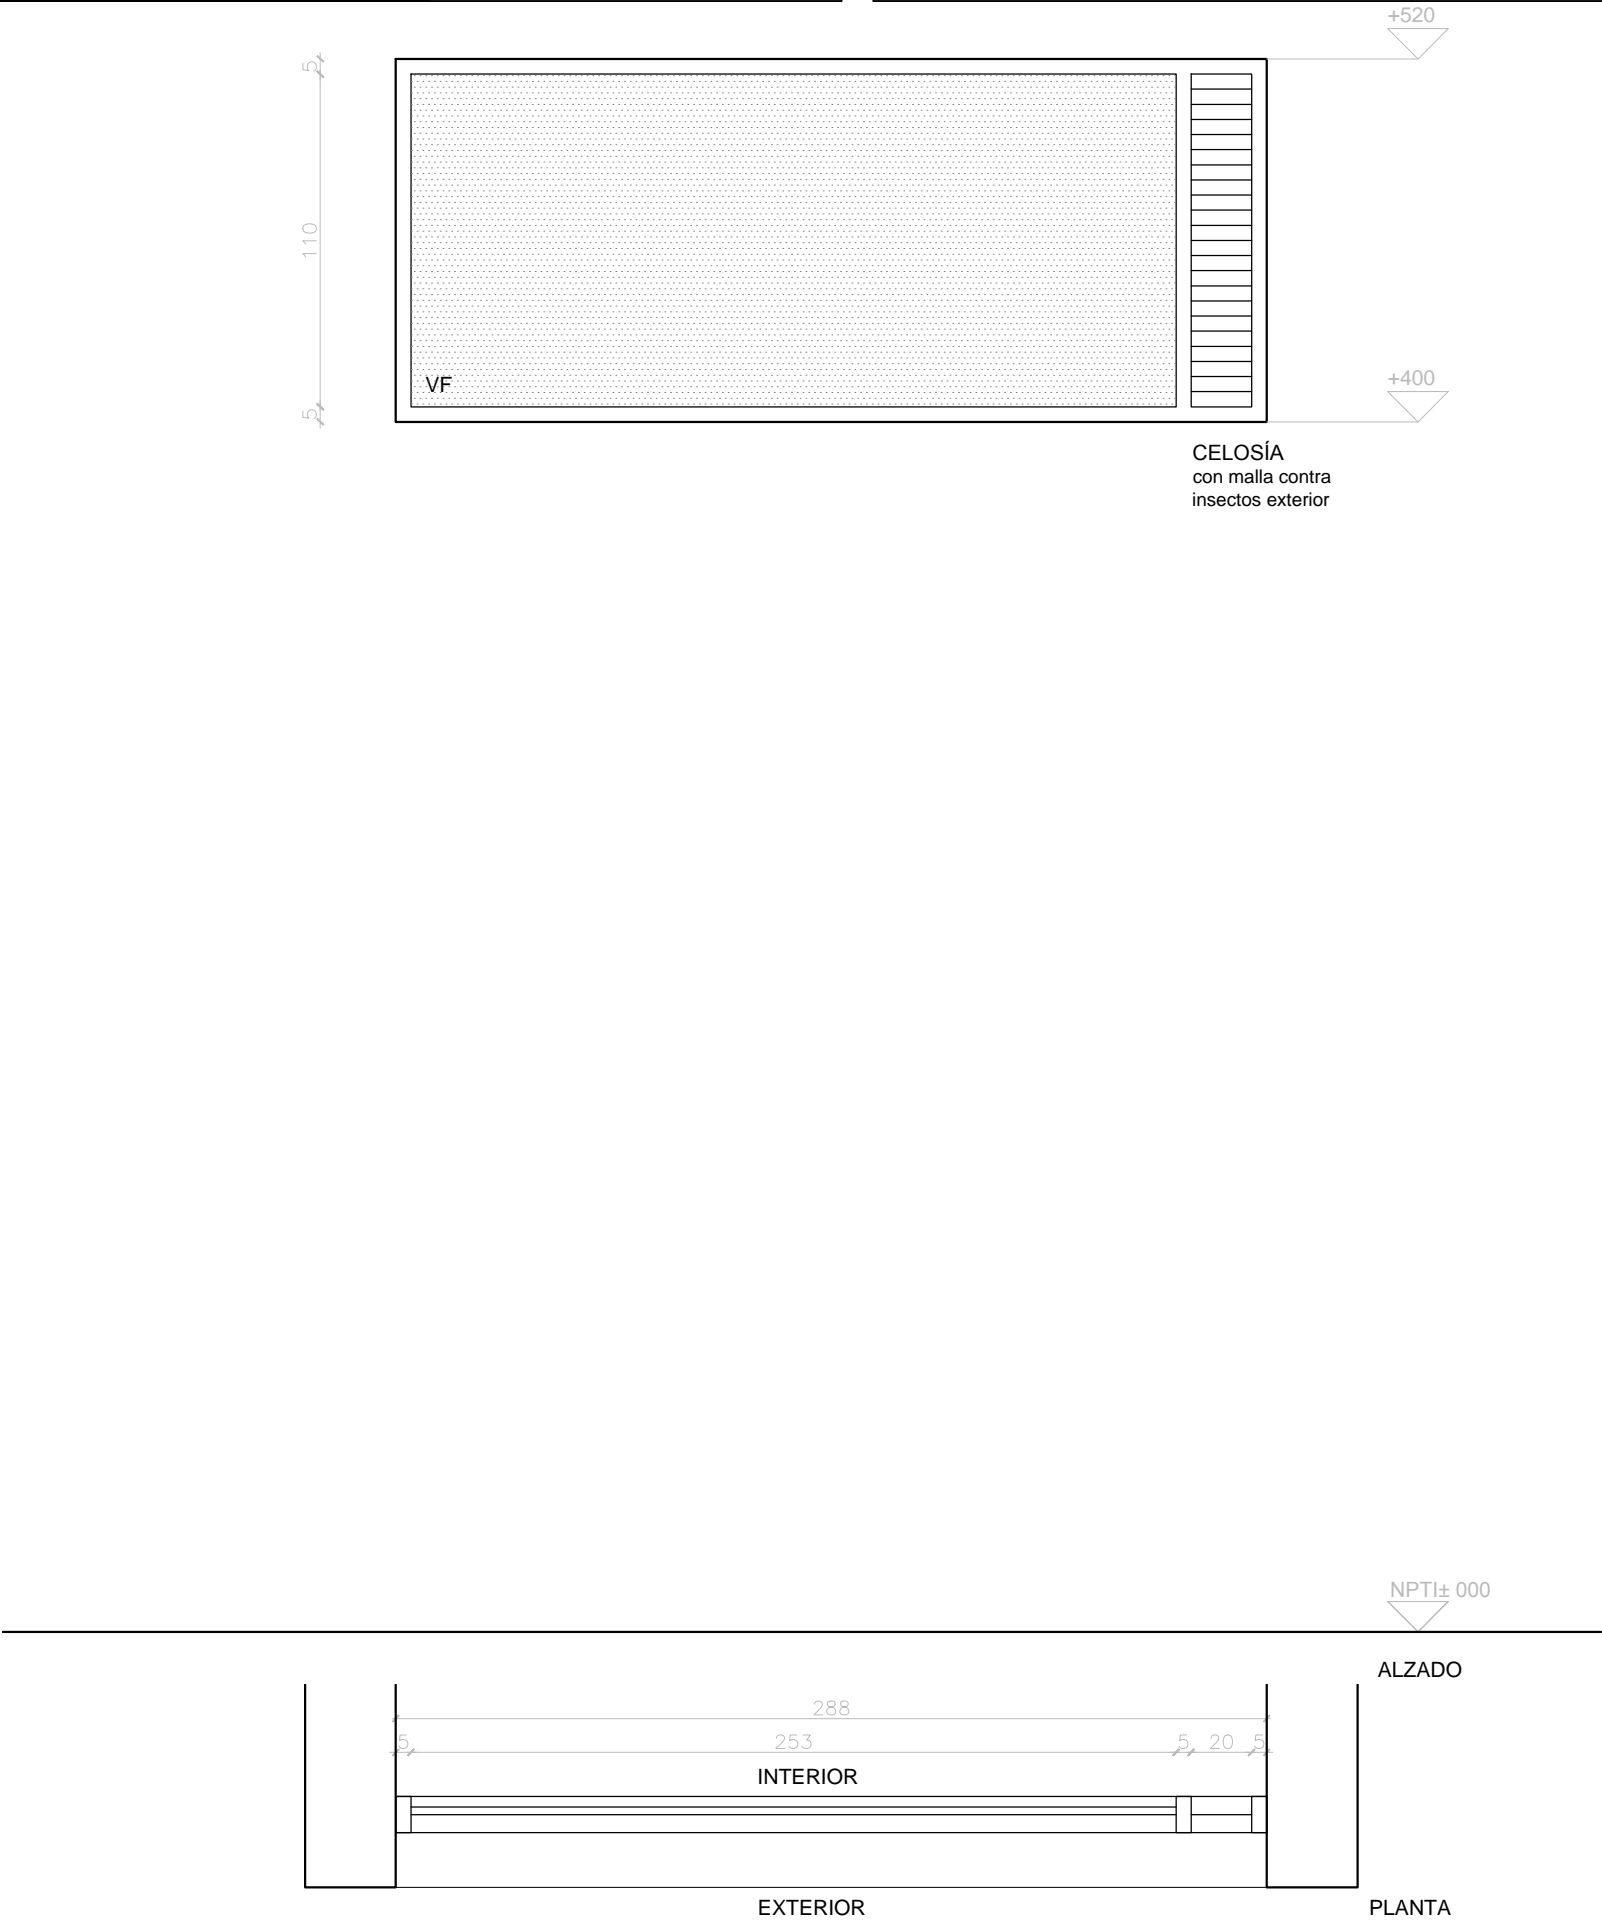 +520
5
110
VF
5
+400
CELOSÍA
con malla contra
insectos exterior
NPTI± 000
ALZADO
288
5 253 5 20 5
INTERIOR
EXTERIOR
PLANTA